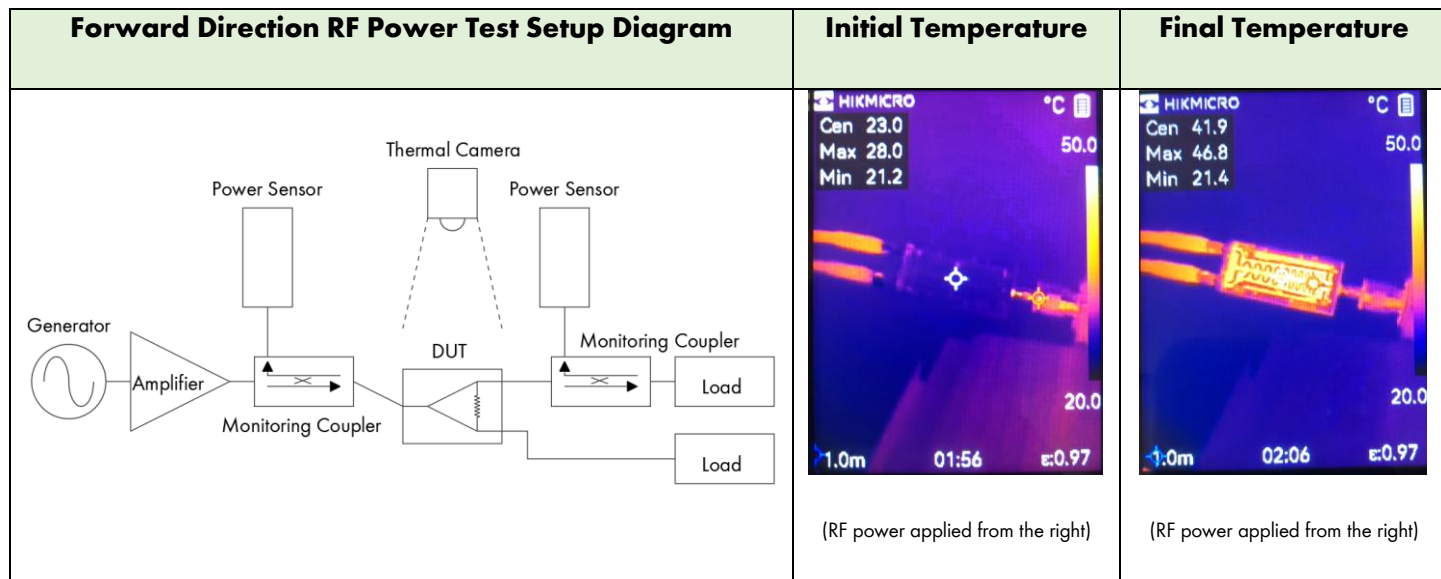 Forward Direction RF Power Test Setup Diagram
Initial Temperature
Final Temperature
Thermal Camera
Power Sensor
Power Sensor
Generator
Amplifier
DUT
Monitoring Coupler
Load
Monitoring Coupler
Load
HIKMICRO °C
Cen 23.0
Max 28.0
Min 21.2
50.0
20.0
1.0m 01:56 ε:0.97
(RF power applied from the right)
HIKMICRO °C
Cen 41.9
Max 46.8
Min 21.4
50.0
20.0
1.0m 02:06 ε:0.97
(RF power applied from the right)